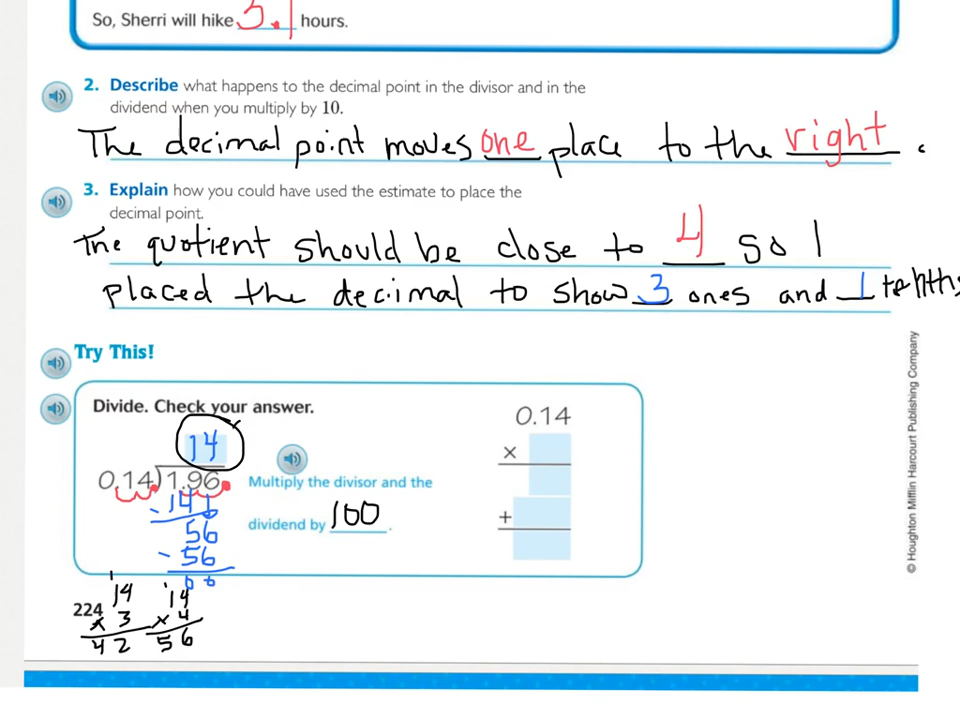 So, Sherri will hike 3.1 hours.
2. Describe what happens to the decimal point in the divisor and in the
dividend when you multiply by 10.
The decimal point moves one place to the right.
3. Explain how you could have used the estimate to place the
decimal point.
The quotient should be close to 4 so I
placed the decimal to show 3 ones and 1 tenths
Try This!
Divide. Check your answer.
14
0.14)1.96.
-14
56
-56
00
Multiply the divisor and the
dividend by 100.
0.14
×
+
224
14
×3
42
14
×4
56
© Houghton Mifflin Harcourt Publishing Company